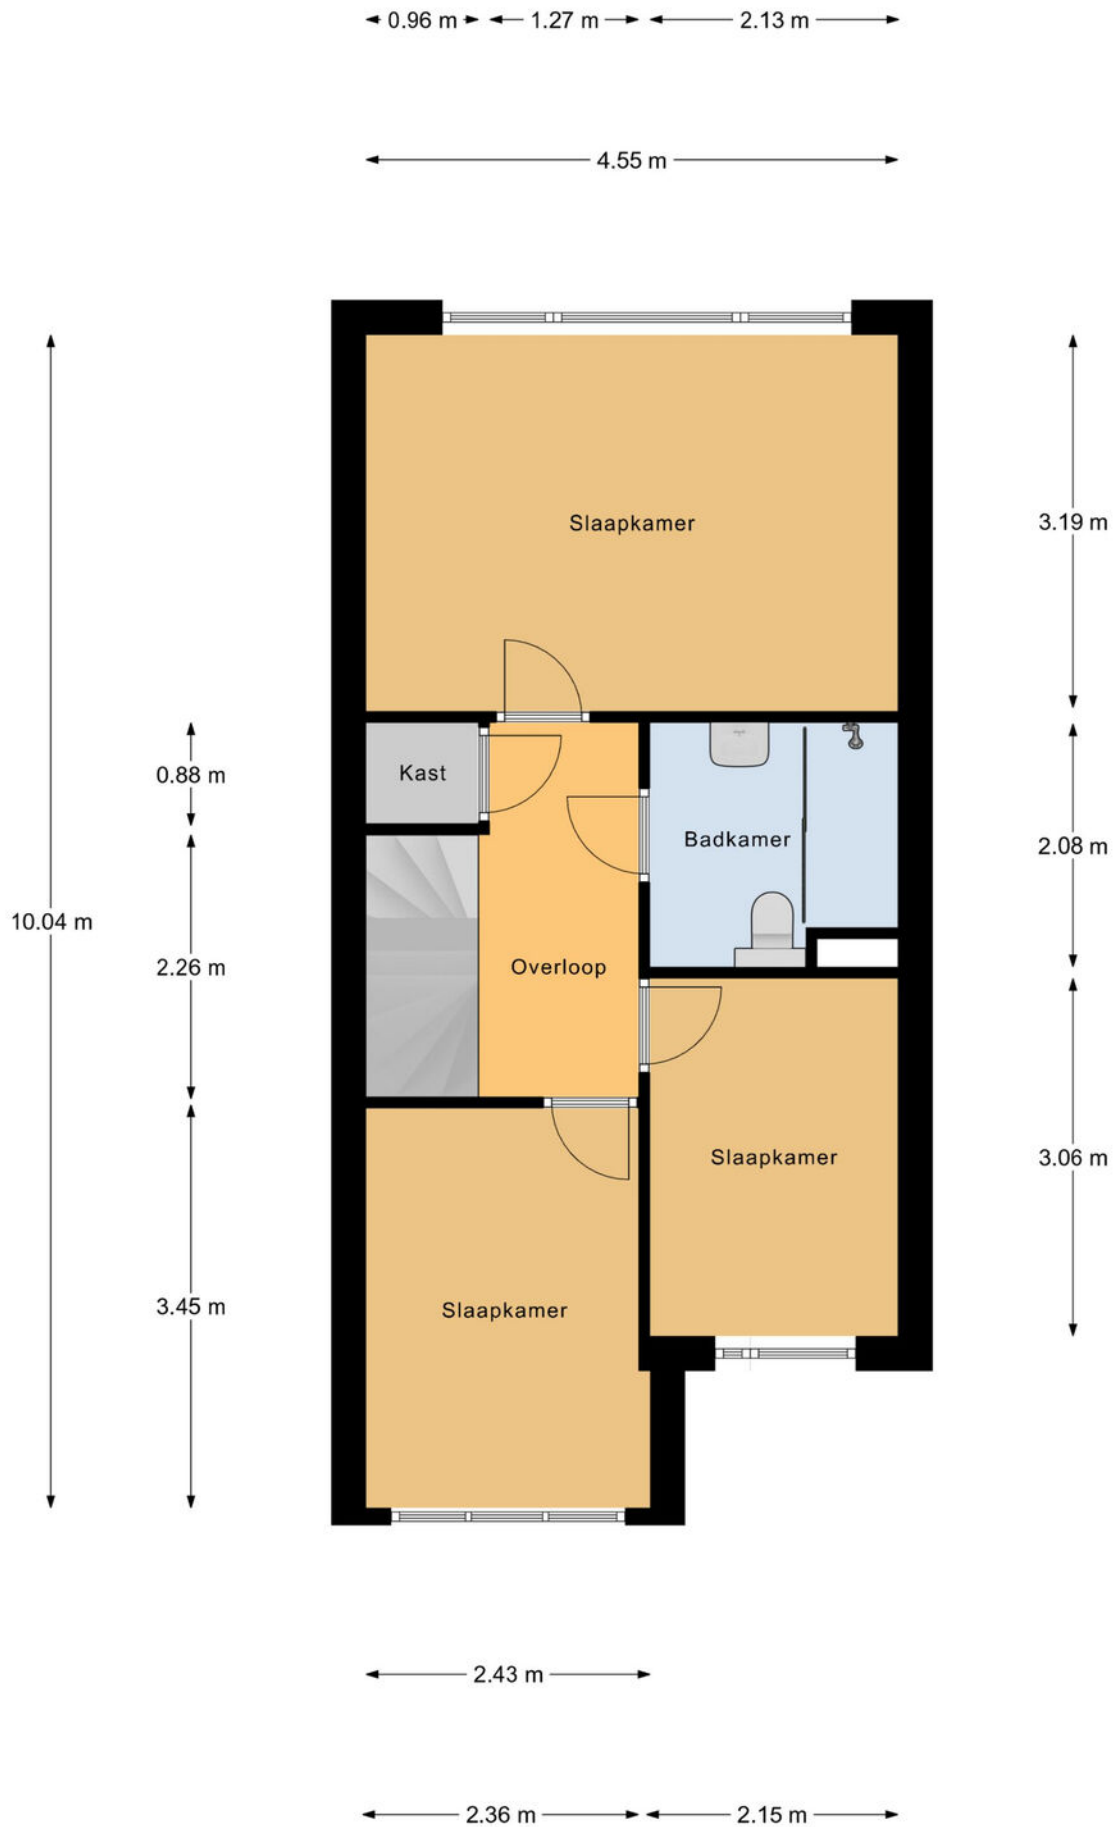 0.96 m 1.27 m 2.13 m
4.55 m
Slaapkamer
3.19 m
Kast
0.88 m
Badkamer
2.08 m
10.04 m
2.26 m
Overloop
Slaapkamer
3.06 m
3.45 m
Slaapkamer
2.43 m
2.36 m 2.15 m